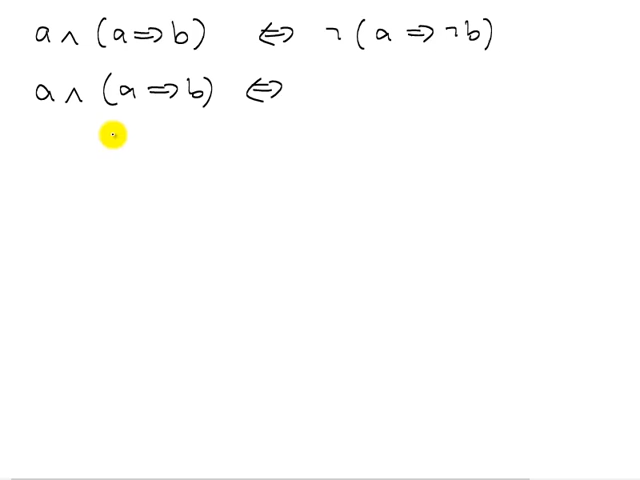 a ∧ (a ⇒ b) ⇔ ¬ (a ⇒ ¬ b)
a ∧ (a ⇒ b) ⇔